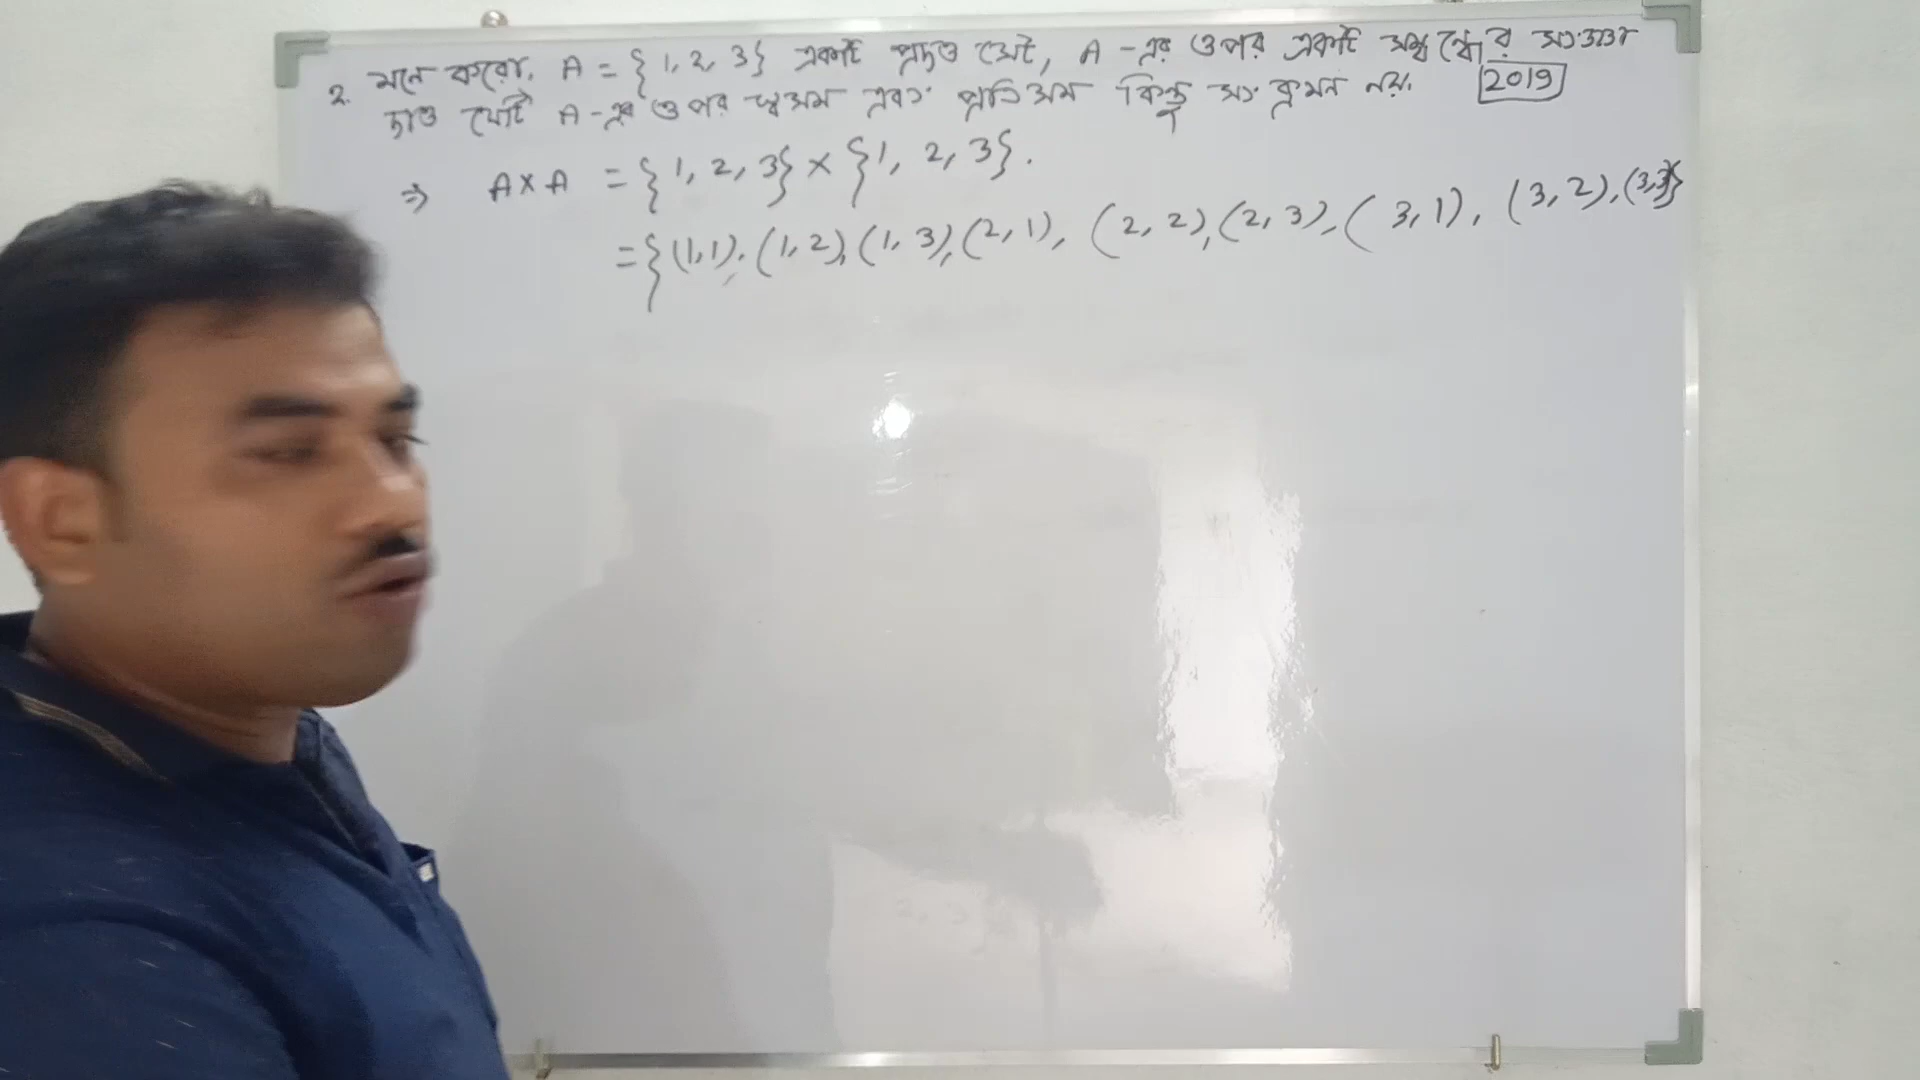 2. মনে করো, A = {1, 2, 3} একটি প্রদত্ত সেট, A -এর ওপর একটি সম্বন্ধের সংজ্ঞা
দাও যেটি A -এর ওপর স্বসম এবং প্রতিসম কিন্তু সংক্রমন নয়। 2019
⇒ A×A = {1, 2, 3} × {1, 2, 3}.
= {(1,1), (1,2), (1,3), (2,1), (2,2), (2,3), (3,1), (3,2), (3,3)}